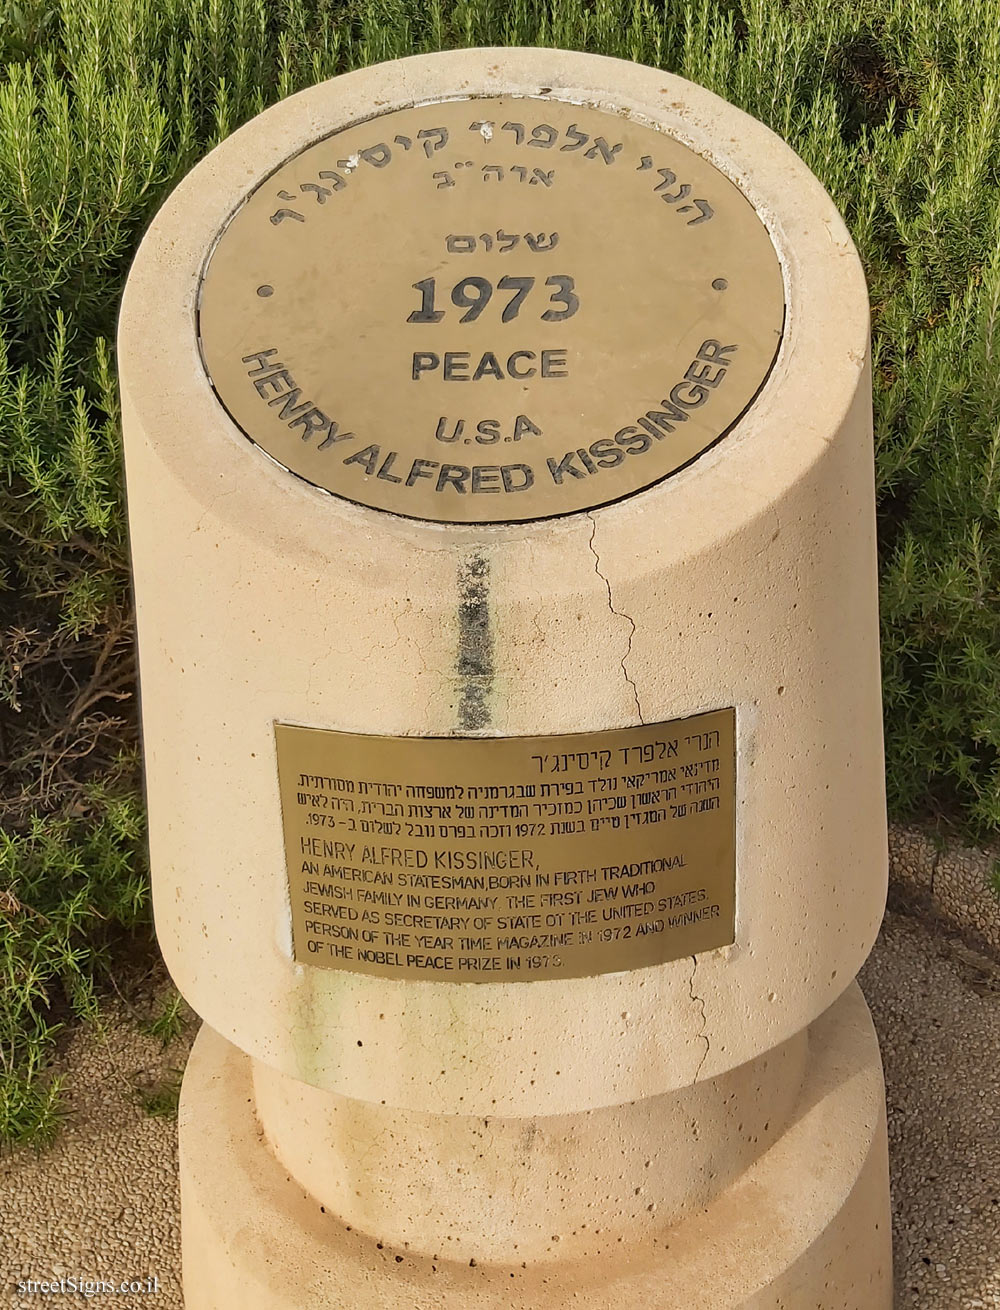 הנרי אלפרד קיסינג'ר
ארה"ב
שלום
1973
PEACE
U.S.A
HENRY ALFRED KISSINGER
הנרי אלפרד קיסינג'ר
מדינאי אמריקאי נולד בפירת שבגרמניה למשפחה יהודית מסורתית.
היהודי הראשון שכיהן כמזכיר המדינה של ארצות הברית. היה לאיש
השנה של המגזין טיים בשנת 1972 וזכה בפרס נובל לשלום ב- 1973.
HENRY ALFRED KISSINGER,
AN AMERICAN STATESMAN,BORN IN FIRTH TRADITIONAL
JEWISH FAMILY IN GERMANY. THE FIRST JEW WHO
SERVED AS SECRETARY OF STATE OT THE UNITED STATES.
PERSON OF THE YEAR TIME MAGAZINE IN 1972 AND WINNER
OF THE NOBEL PEACE PRIZE IN 1973.
streetSigns.co.il